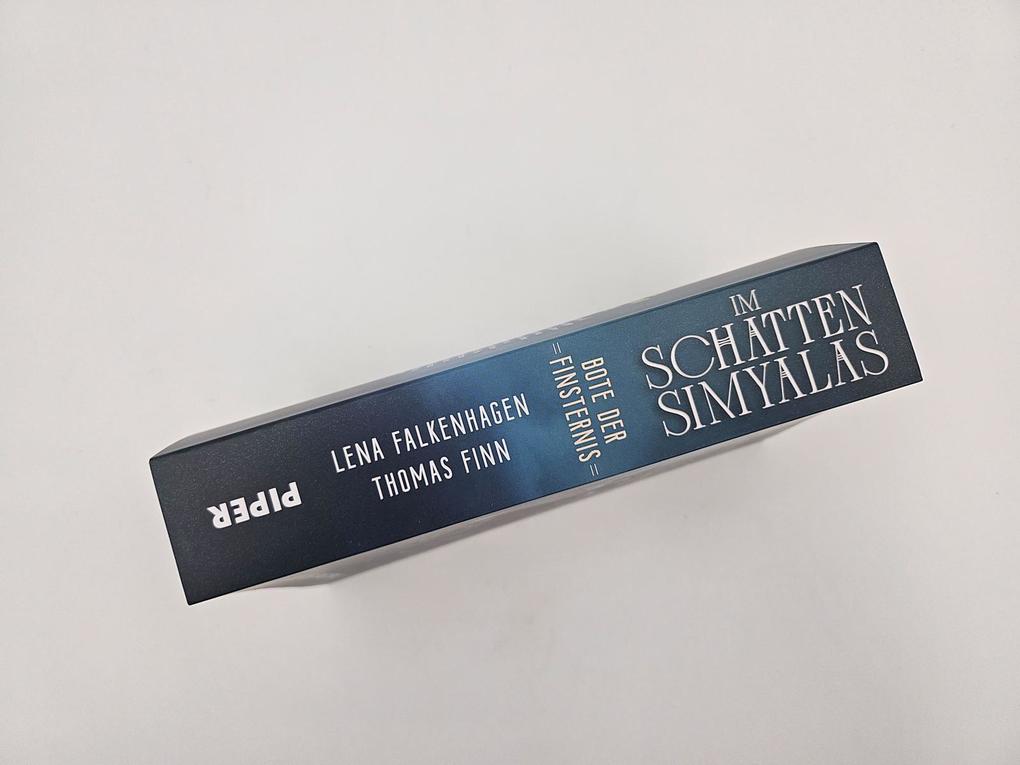 IM
SCHATTEN
SIMYALAS
BOTE DER
FINSTERNIS
LENA FALKENHAGEN
THOMAS FINN
PIPER